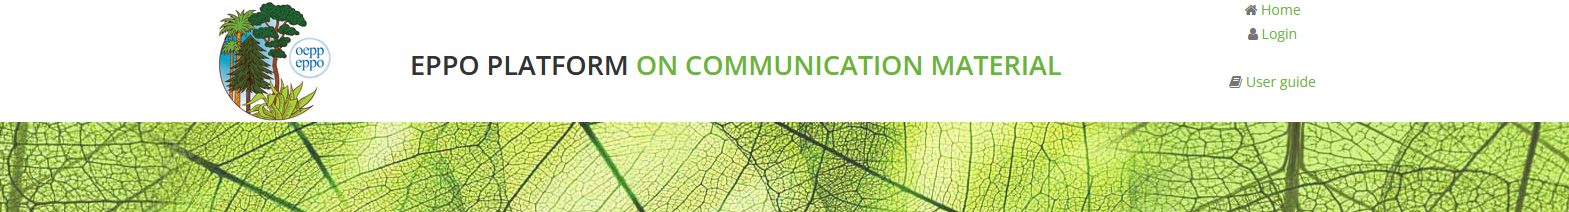 oepp
eppo
EPPO PLATFORM ON COMMUNICATION MATERIAL
Home
Login
User guide